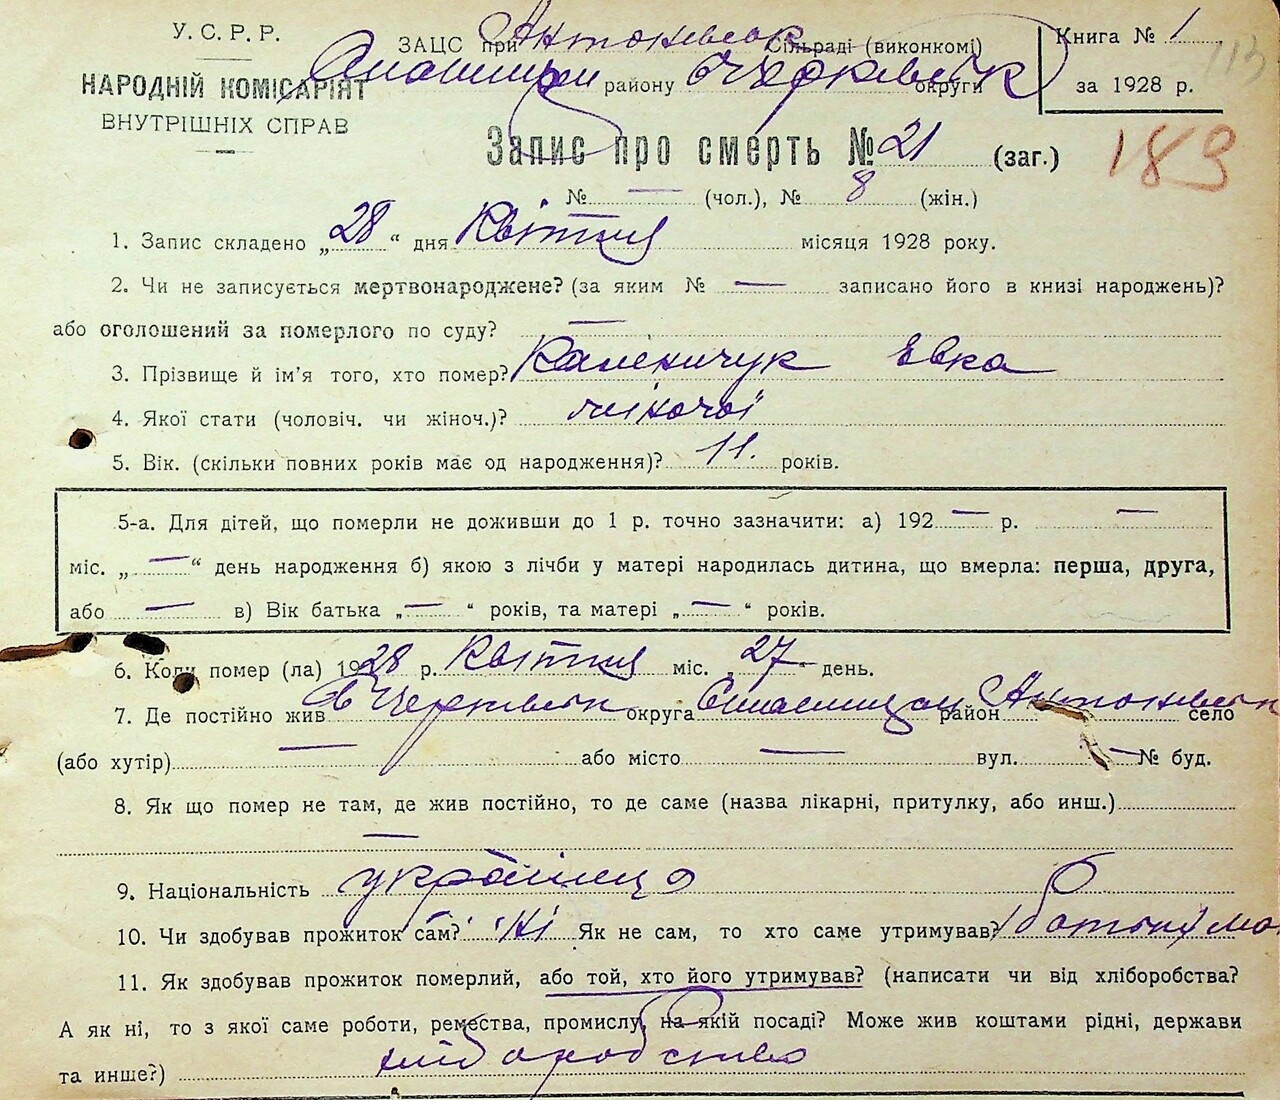 У.С.Р.Р.
НАРОДНІЙ КОМІСАРІЯТ
ВНУТРІШНІХ СПРАВ
ЗАЦС при Антонівськ Сільраді (виконкомі)
району Б Черківськ округи
Книга № 1
113
за 1928 р.
Запис про смерть № 21 (заг.)
183
№ — (чол.), № 8 (жін.)
1. Запис складено „28“ дня Квітня місяця 1928 року.
2. Чи не записується мертвонароджене? (за яким № — записано його в книзі народжень)?
або оголошений за померлого по суду? —
3. Прізвище й ім'я того, хто помер? Каленичук Евка
4. Якої стати (чоловіч. чи жіноч.)? жіночої
5. Вік. (скільки повних років має од народження)? 11. років.
5-а. Для дітей, що померли не доживши до 1 р. точно зазначити: а) 192 — р. —
міс. „ — “ день народження б) якою з лічби у матері народилась дитина, що вмерла: перша, друга,
або — в) Вік батька „ — “ років, та матері „ — “ років.
6. Коли помер (ла) 1928 р. Квітня міс. „27 день.
7. Де постійно жив Б Черківськ округа район Антонівськ село
(або хутір) — або місто — вул. — № буд.
8. Як що помер не там, де жив постійно, то де саме (назва лікарні, притулку, або инш.)
—
9. Національність українка
10. Чи здобував прожиток сам? Ні Як не сам, то хто саме утримував? батьки
11. Як здобував прожиток померлий, або той, хто його утримував? (написати чи від хліборобства?
А як ні, то з якої саме роботи, ремества, промислу, на якій посаді? Може жив коштами рідні, держави
та инше?) хліборобство